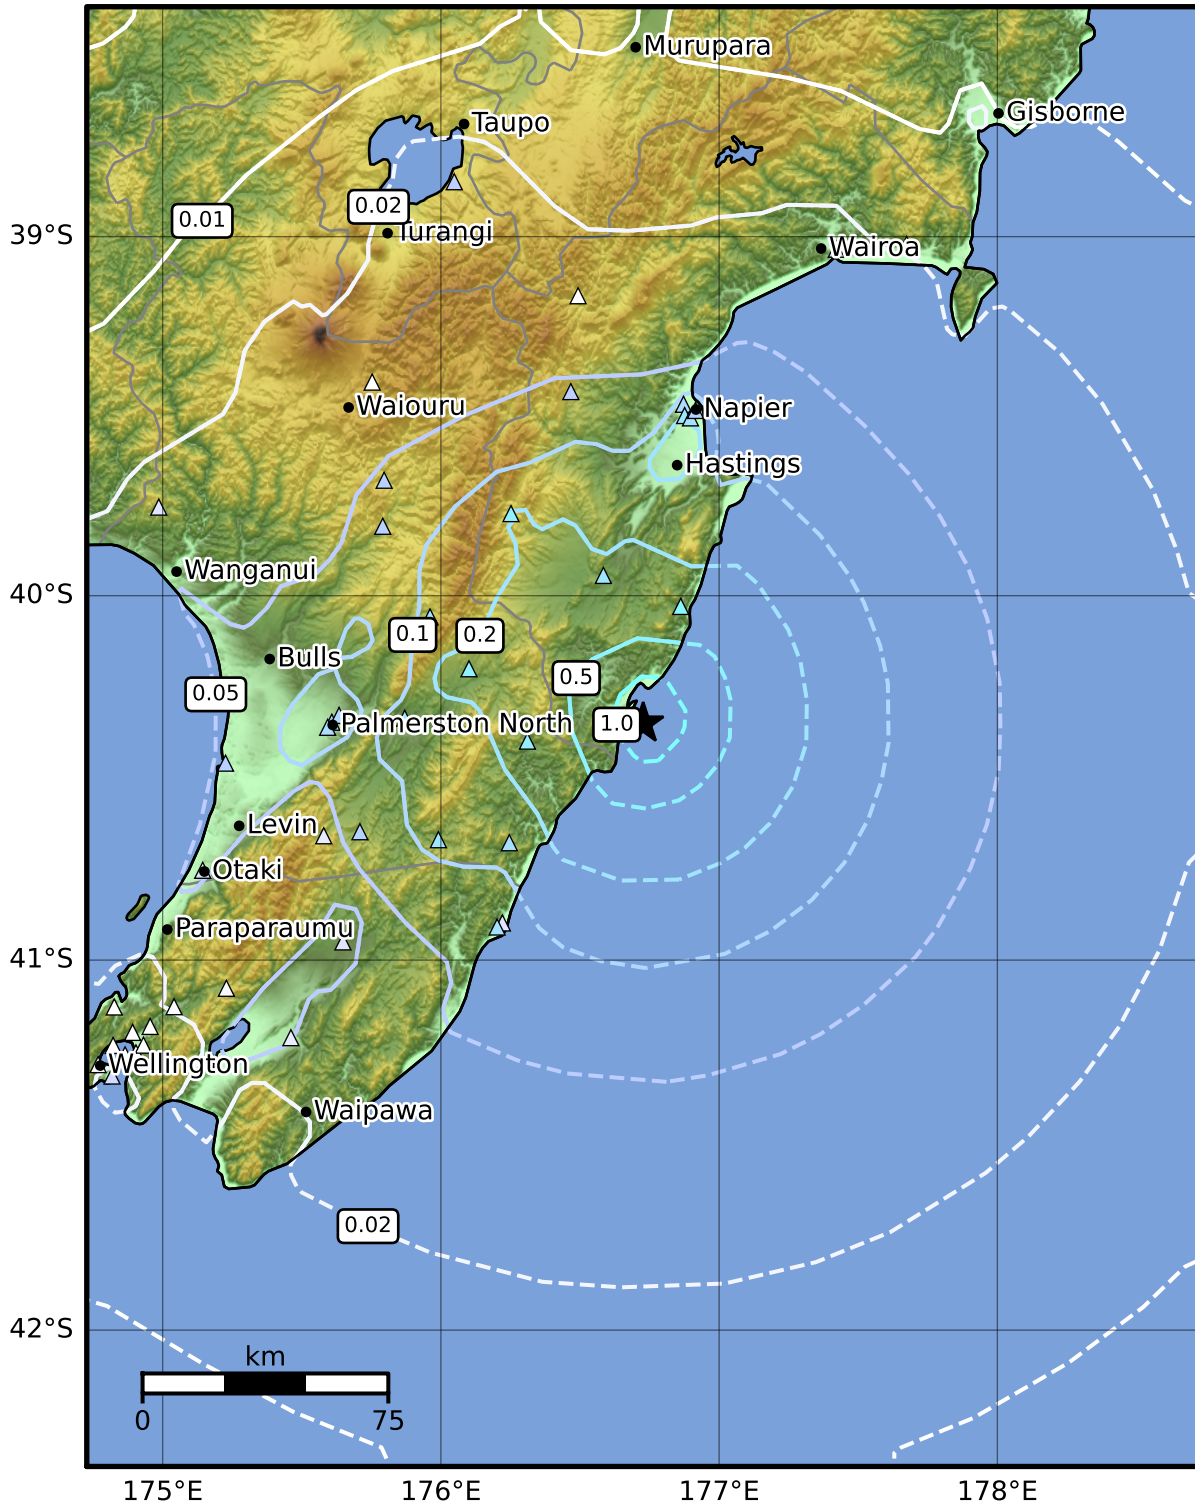 Murupara
Gisborne
Taupo
0.02
0.01
Turangi
39°S
Wairoa
Waiouru
Napier
Hastings
Wanganui
40°S
0.1
0.2
Bulls
0.5
0.05
Palmerston North
1.0
Levin
Otaki
Paraparaumu
41°S
Wellington
Waipawa
0.02
42°S
km
0
75
175°E
176°E
177°E
178°E